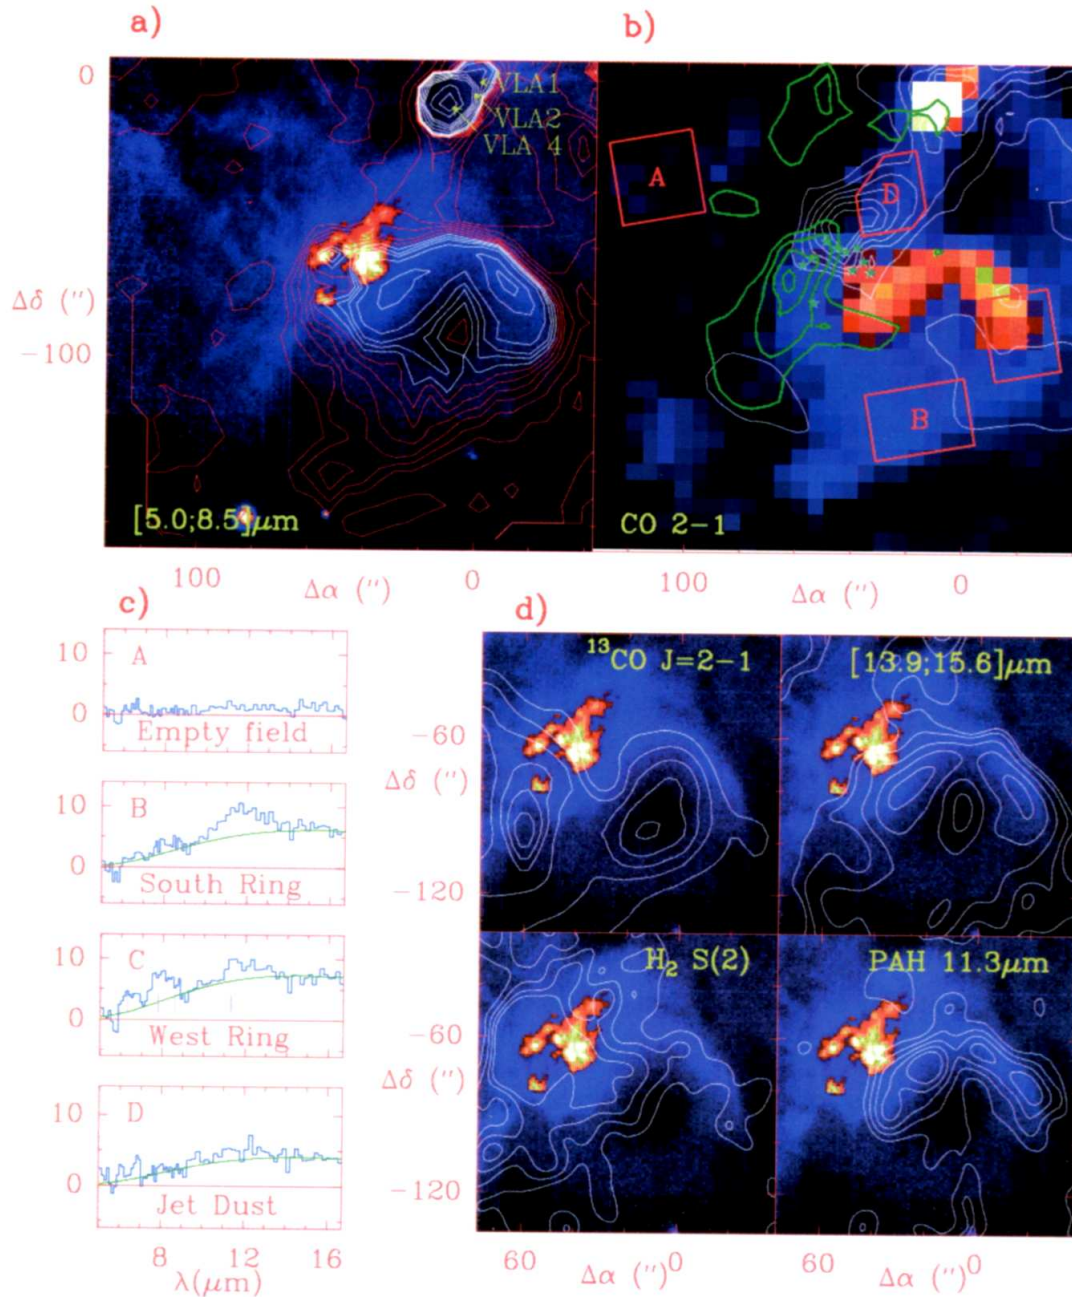 a)
b)
0
VLA1
VLA2
VLA 4
A
D
Δδ (″)
-100
B
[5.0;8.5]μm
CO 2-1
100
0
Δα (″)
100
0
Δα (″)
c)
d)
10
A
0
Empty field
10
B
0
South Ring
10
C
0
West Ring
10
D
0
Jet Dust
8
12
16
λ(μm)
¹³CO J=2-1
[13.9;15.6]μm
-60
Δδ (″)
-120
H₂ S(2)
PAH 11.3μm
-60
Δδ (″)
-120
60
0
Δα (″)
60
0
Δα (″)